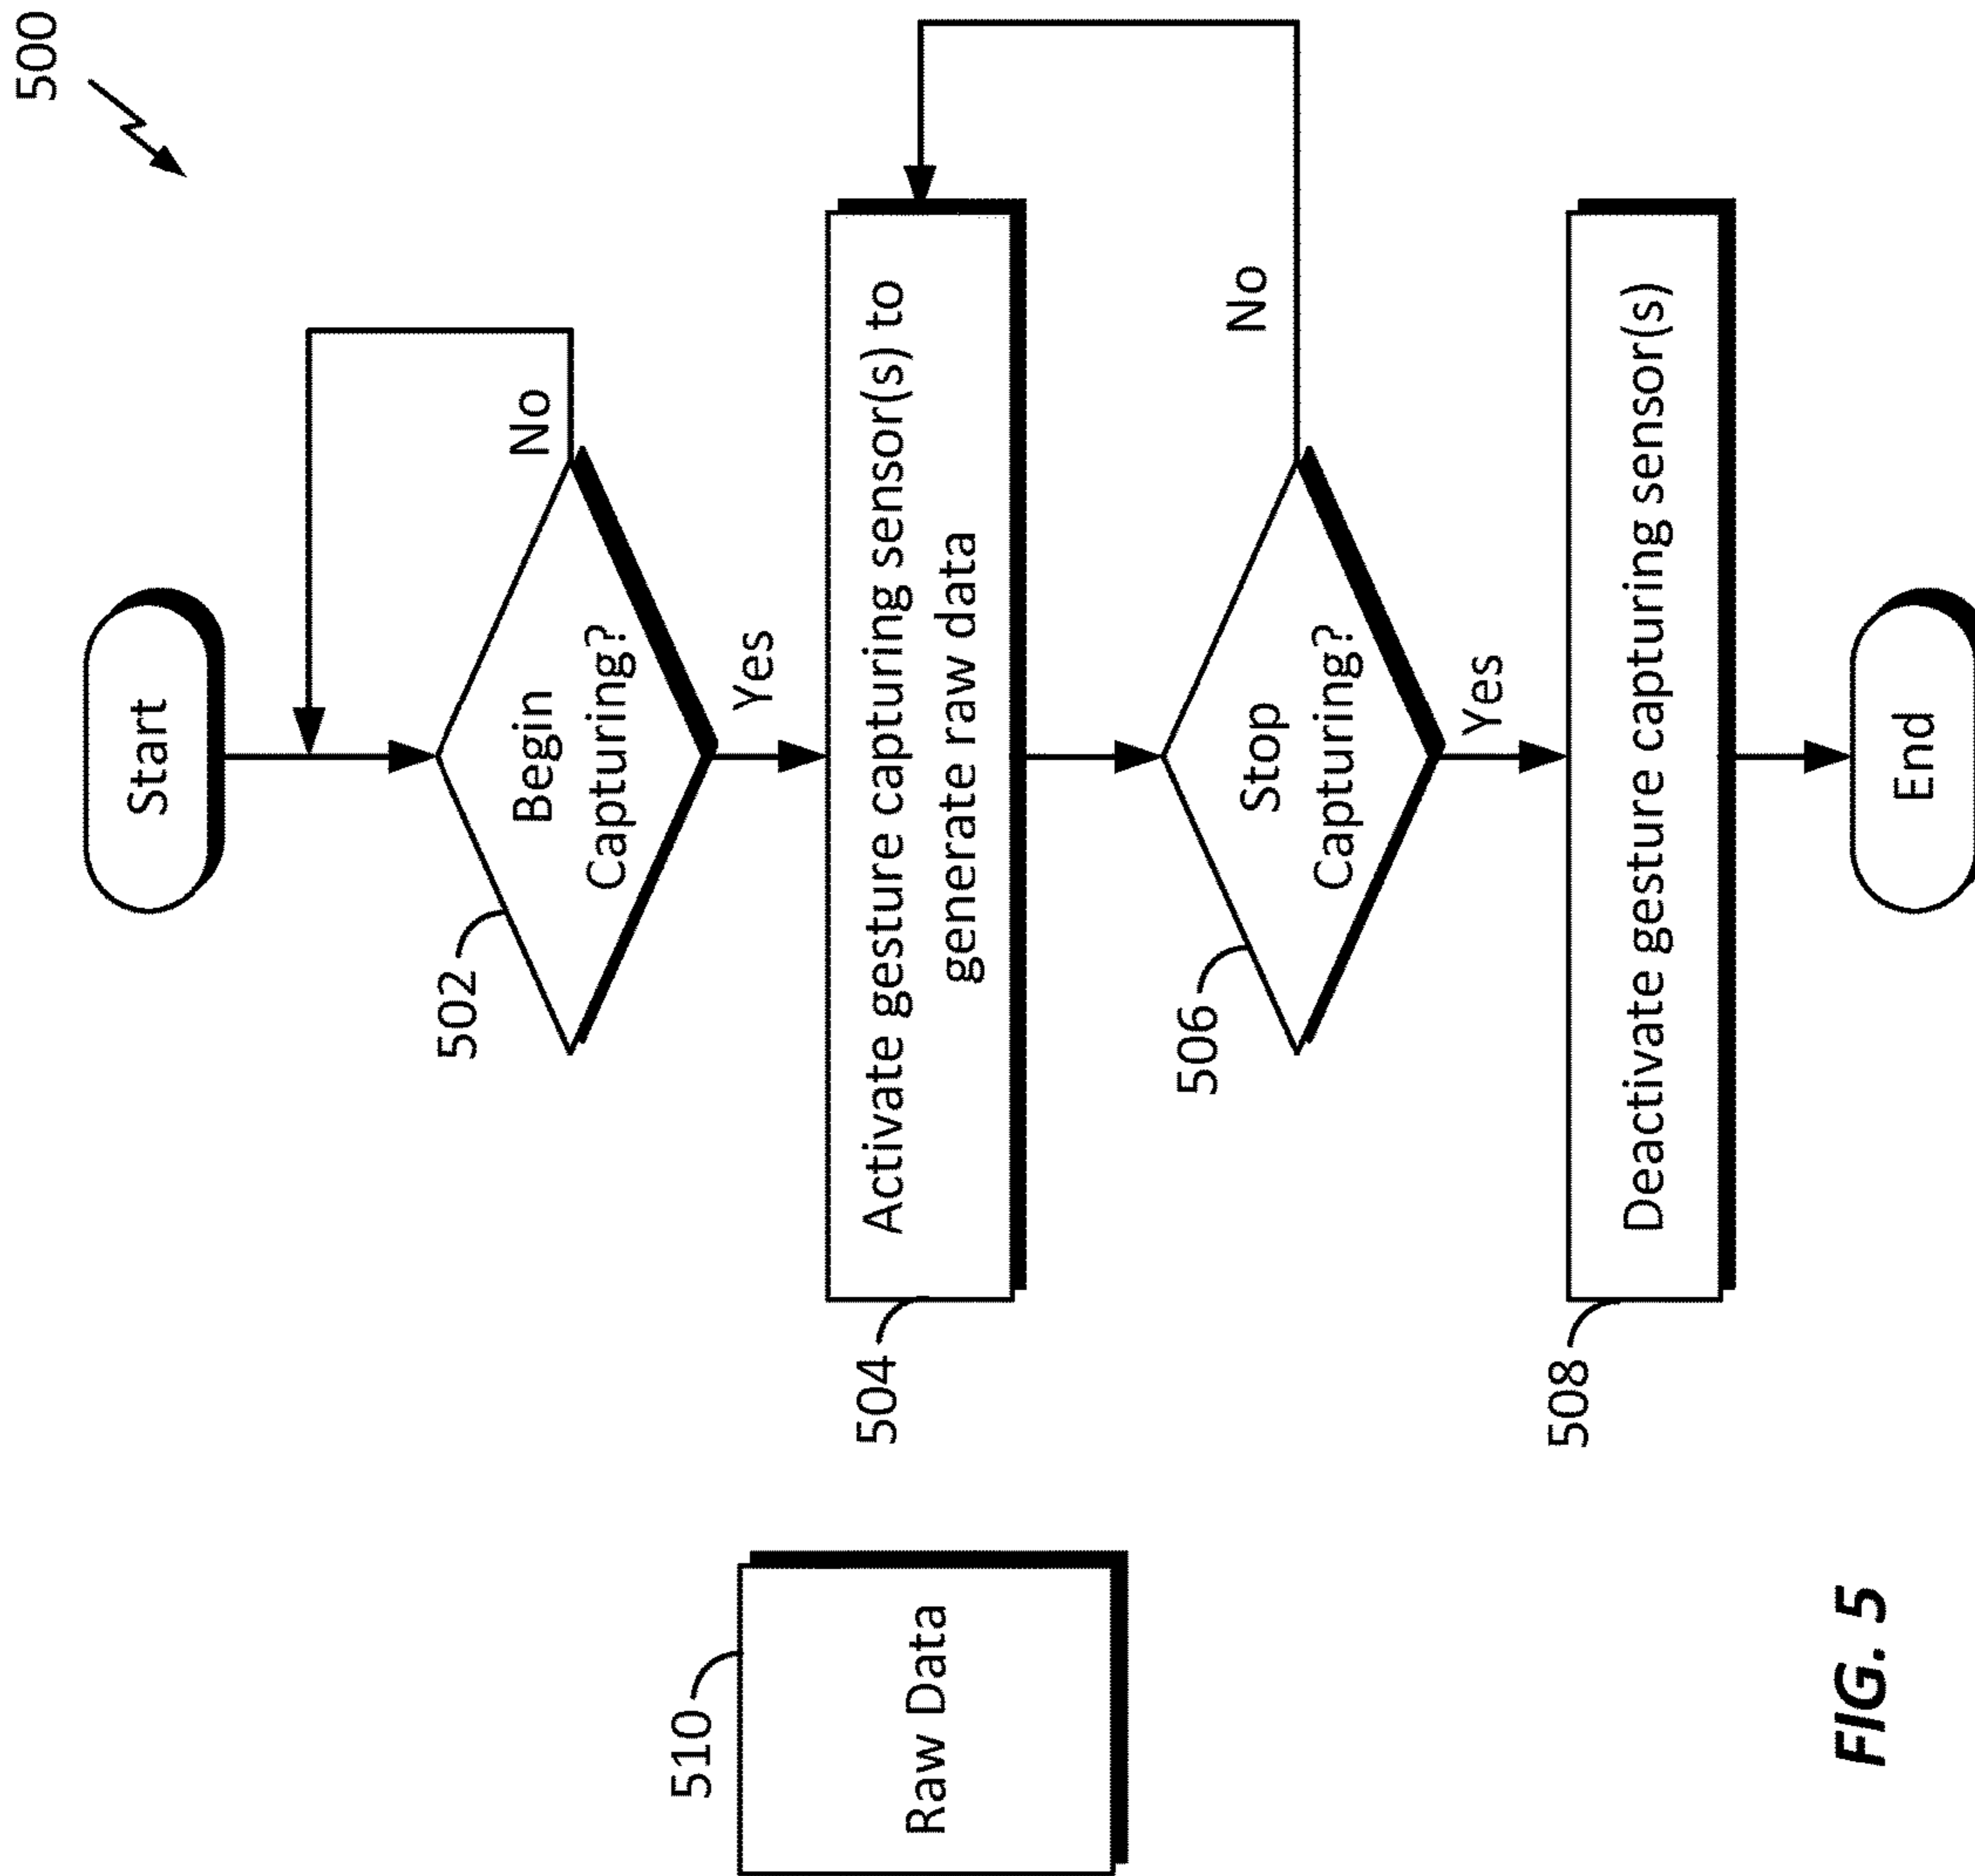 500
Start
502
Begin
Capturing?
No
Yes
504
Activate gesture capturing sensor(s) to
generate raw data
510
Raw Data
506
Stop
Capturing?
No
Yes
508
Deactivate gesture capturing sensor(s)
End
FIG. 5